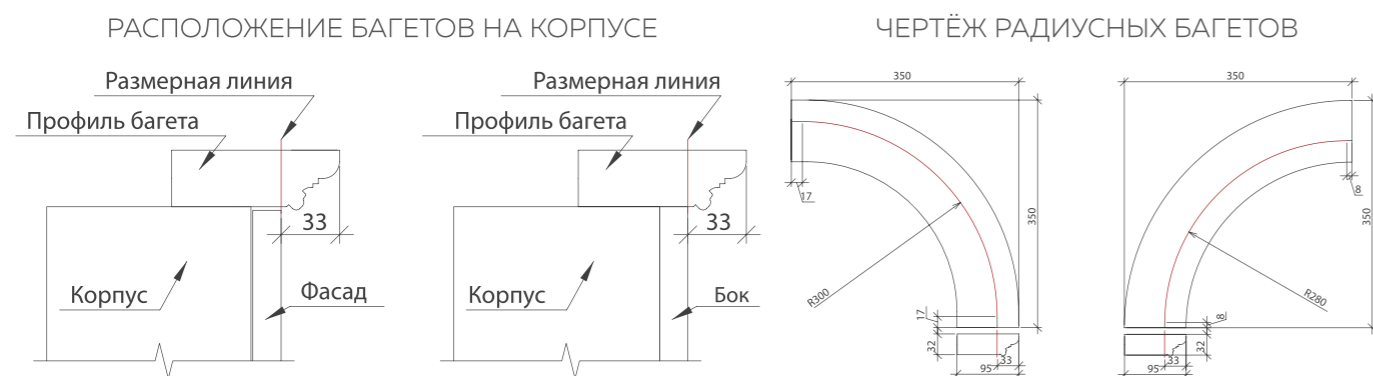 РАСПОЛОЖЕНИЕ БАГЕТОВ НА КОРПУСЕ
Размерная линия
Профиль багета
33
Корпус
Фасад
Размерная линия
Профиль багета
33
Корпус
Бок
ЧЕРТЁЖ РАДИУСНЫХ БАГЕТОВ
350
17
350
R300
17
32
33
95
350
8
350
R280
8
32
33
95